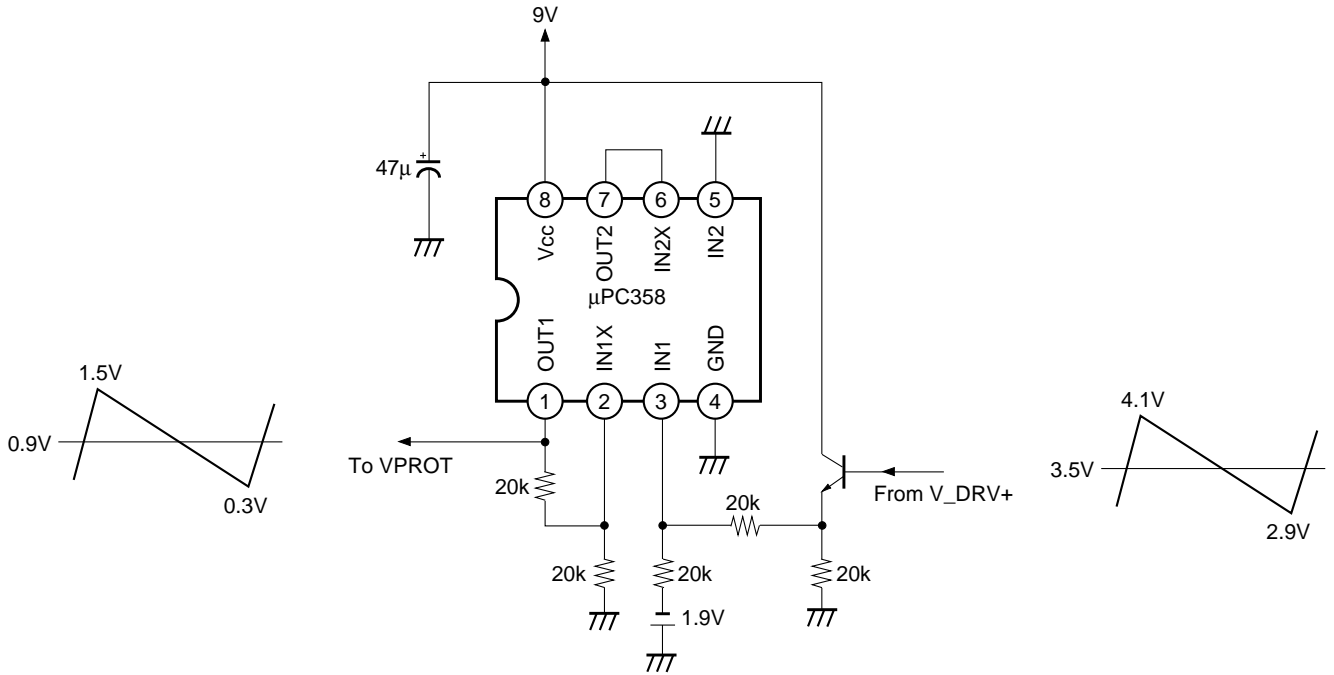 9V
+
47μ
8
7
6
5
Vcc
OUT2
IN2X
IN2
μPC358
OUT1
IN1X
IN1
GND
1
2
3
4
1.5V
0.9V
0.3V
To VPROT
20k
20k
20k
1.9V
20k
20k
From V_DRV+
4.1V
3.5V
2.9V